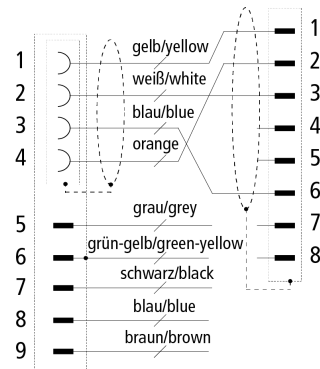 1
2
3
4
5
6
7
8
9
gelb/yellow
weiß/white
blau/blue
orange
grau/grey
grün-gelb/green-yellow
schwarz/black
blau/blue
braun/brown
1
2
3
4
5
6
7
8